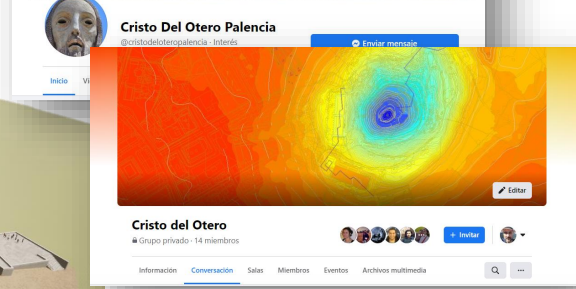 Cristo Del Otero Palencia
@cristodeloteropalencia · Interés
Enviar mensaje
Inicio
Editar
Cristo del Otero
Grupo privado · 14 miembros
+ Invitar
Información Conversación Salas Miembros Eventos Archivos multimedia